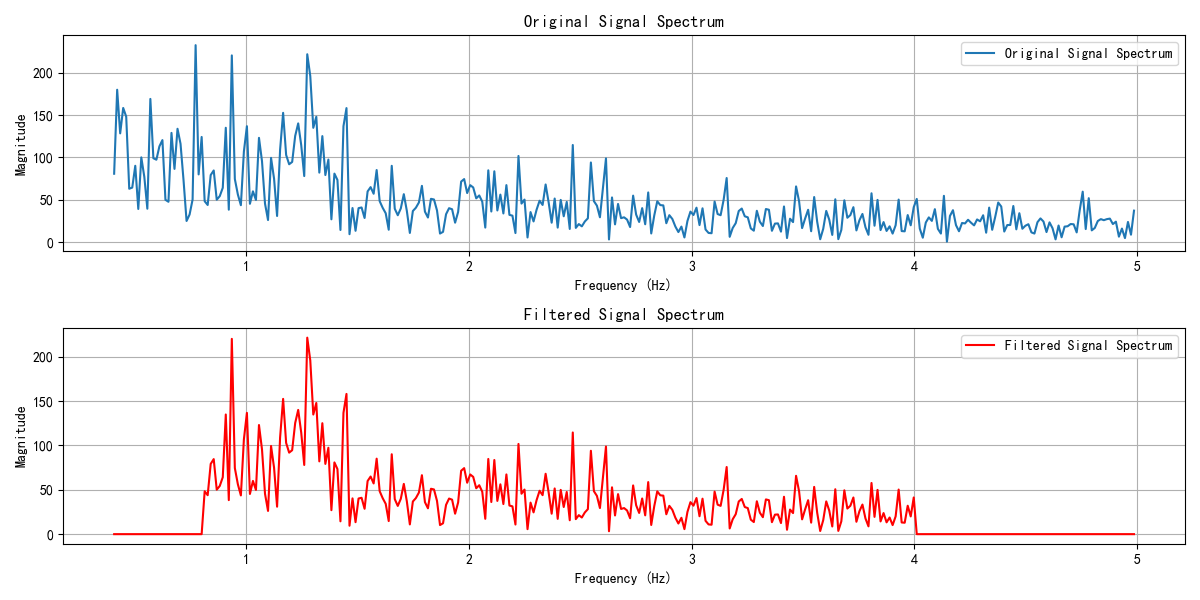 Original Signal Spectrum
Original Signal Spectrum
Magnitude
200
150
100
50
0
1
2
3
4
5
Frequency (Hz)
Filtered Signal Spectrum
Filtered Signal Spectrum
Magnitude
200
150
100
50
0
1
2
3
4
5
Frequency (Hz)